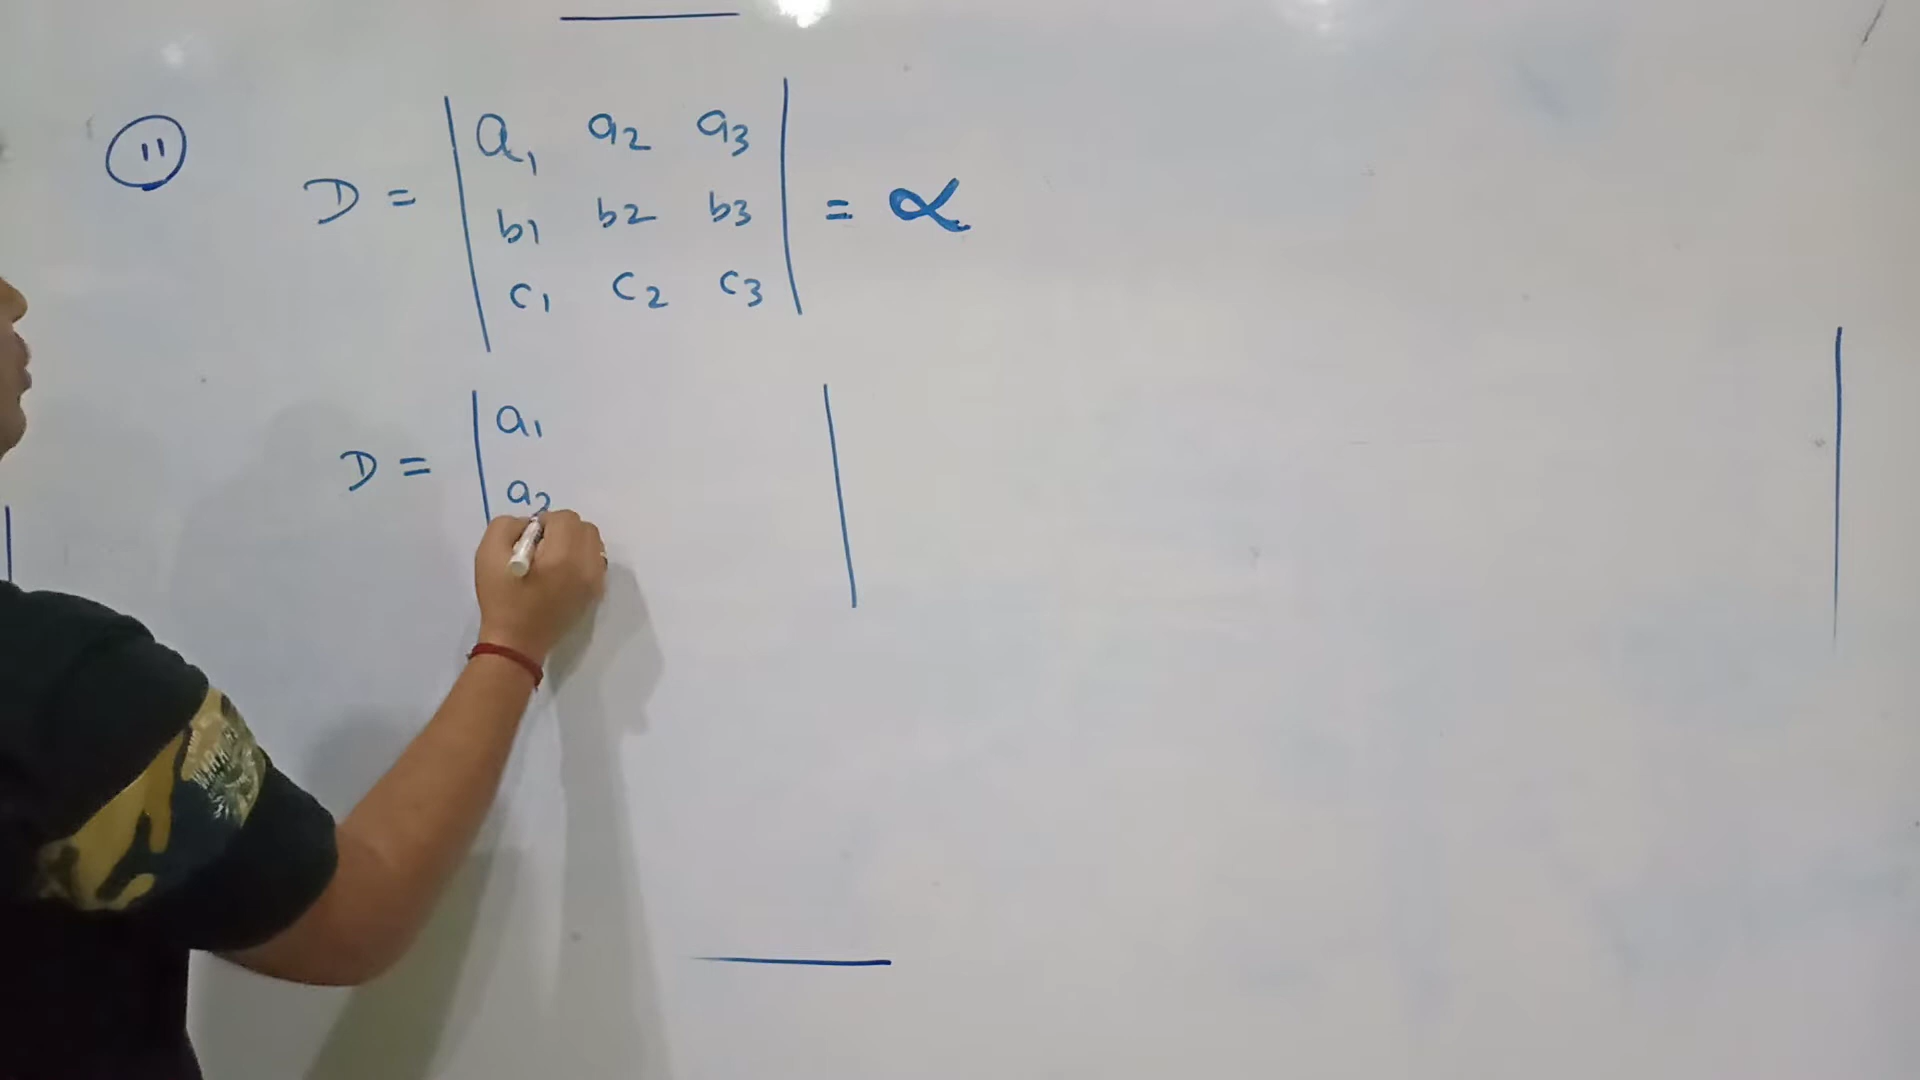 11
a1 a2 a3
D = b1 b2 b3 = α
c1 c2 c3
a1
D =
a2